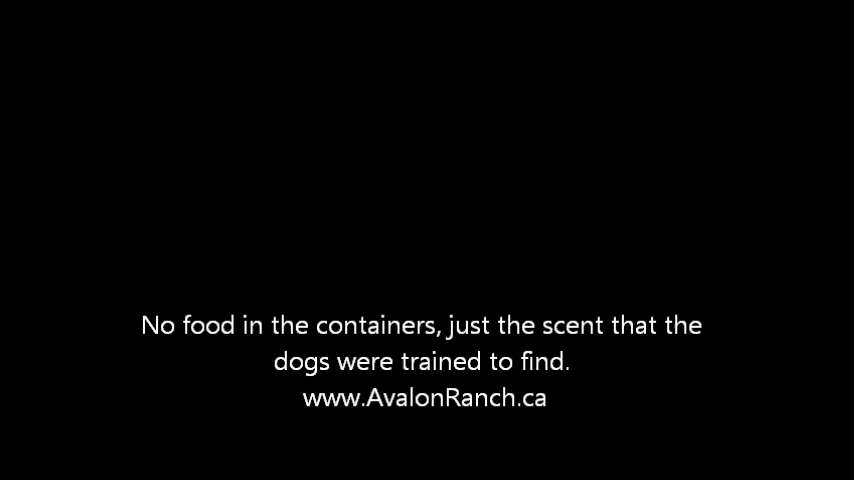 No food in the containers, just the scent that the
dogs were trained to find.
www.AvalonRanch.ca